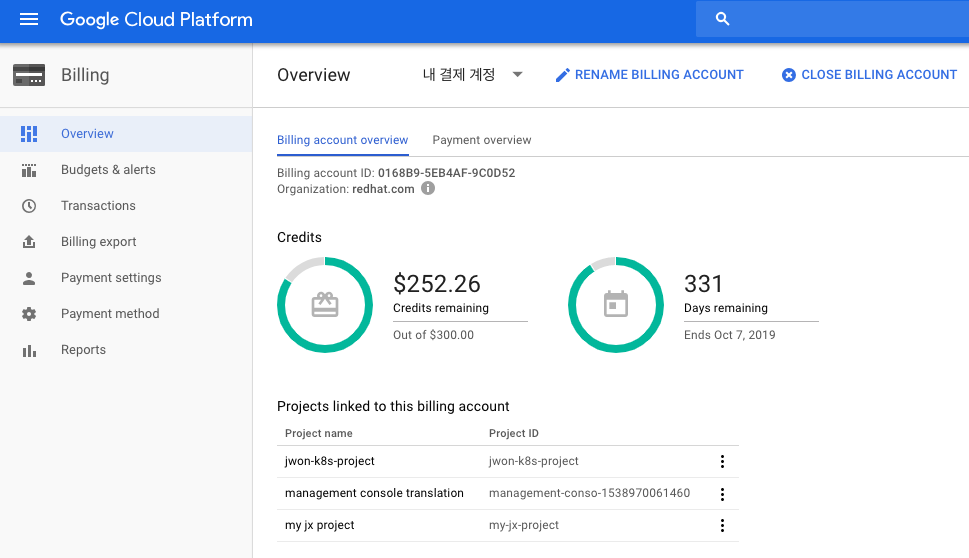 Google Cloud Platform
Billing
Overview
Budgets & alerts
Transactions
Billing export
Payment settings
Payment method
Reports
Overview 내 결제 계정 RENAME BILLING ACCOUNT CLOSE BILLING ACCOUNT
Billing account overview Payment overview
Billing account ID: 0168B9-5EB4AF-9C0D52
Organization: redhat.com
Credits
$252.26
Credits remaining
Out of $300.00
331
Days remaining
Ends Oct 7, 2019
Projects linked to this billing account
Project name Project ID
jwon-k8s-project jwon-k8s-project
management console translation management-conso-1538970061460
my jx project my-jx-project